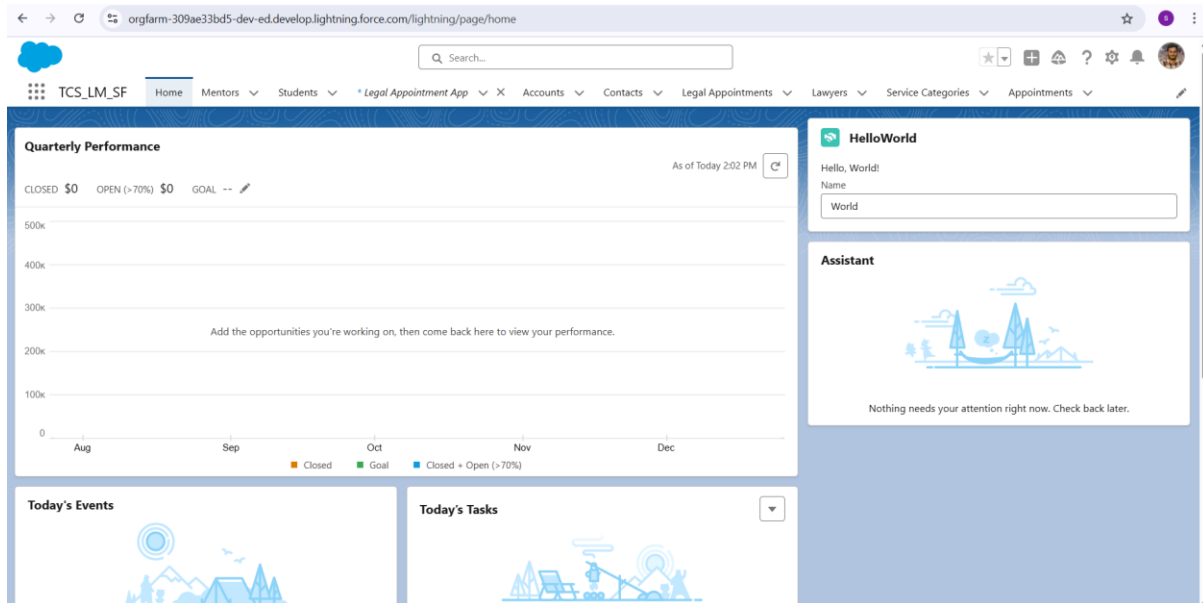 orgfarm-309ae33bd5-dev-ed.develop.lightning.force.com/lightning/page/home
S
Search...
TCS_LM_SF Home Mentors Students * Legal Appointment App Accounts Contacts Legal Appointments Lawyers Service Categories Appointments
Quarterly Performance
As of Today 2:02 PM
CLOSED $0 OPEN (>70%) $0 GOAL --
500K
400K
300K
Add the opportunities you're working on, then come back here to view your performance.
200K
100K
0
Aug Sep Oct Nov Dec
Closed Goal Closed + Open (>70%)
HelloWorld
Hello, World!
Name
World
Assistant
z
Nothing needs your attention right now. Check back later.
Today's Events
Today's Tasks